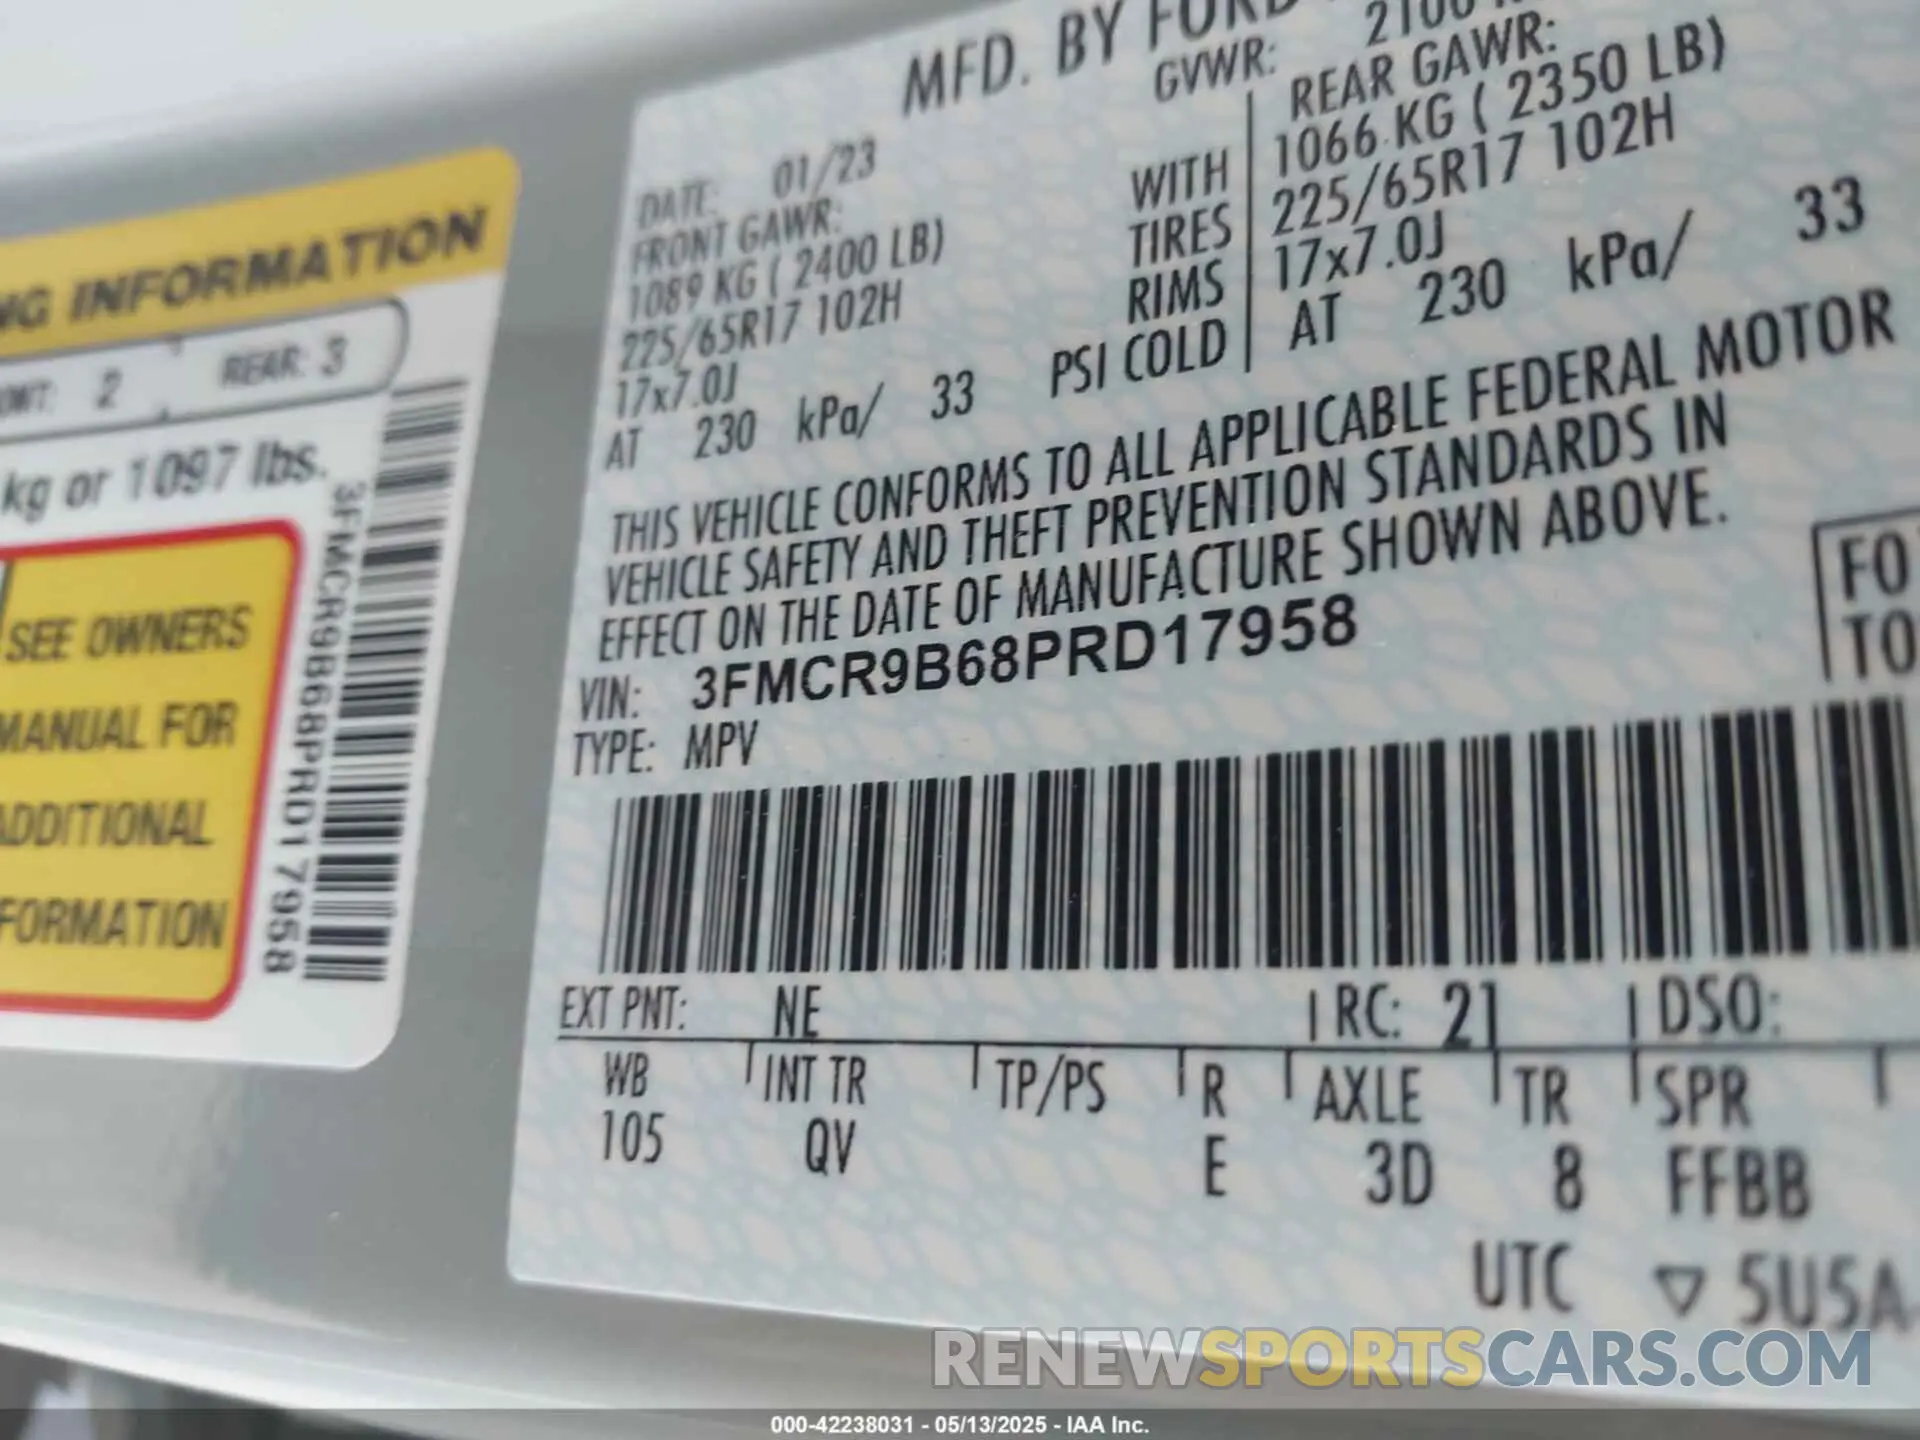 NG INFORMATION
2 REAR: 3
kg or 1097 lbs.
3FMCR9B68PRD17958
SEE OWNERS
MANUAL FOR
ADDITIONAL
FORMATION
MFD. BY FORD
GVWR: 2100
DATE: 01/23
FRONT GAWR: REAR GAWR:
1089 KG ( 2400 LB) WITH 1066 KG ( 2350 LB)
225/65R17 102H TIRES 225/65R17 102H
17x7.0J RIMS 17x7.0J
AT 230 kPa/ 33 PSI COLD AT 230 kPa/ 33
THIS VEHICLE CONFORMS TO ALL APPLICABLE FEDERAL MOTOR
VEHICLE SAFETY AND THEFT PREVENTION STANDARDS IN
EFFECT ON THE DATE OF MANUFACTURE SHOWN ABOVE.
FO
TO
VIN: 3FMCR9B68PRD17958
TYPE: MPV
EXT PNT: NE RC: 21 DSO:
WB INT TR TP/PS R AXLE TR SPR
105 QV E 3D 8 FFBB
UTC ▽ 5U5A
RENEWSPORTSCARS.COM
000-42238031 - 05/13/2025 - IAA Inc.